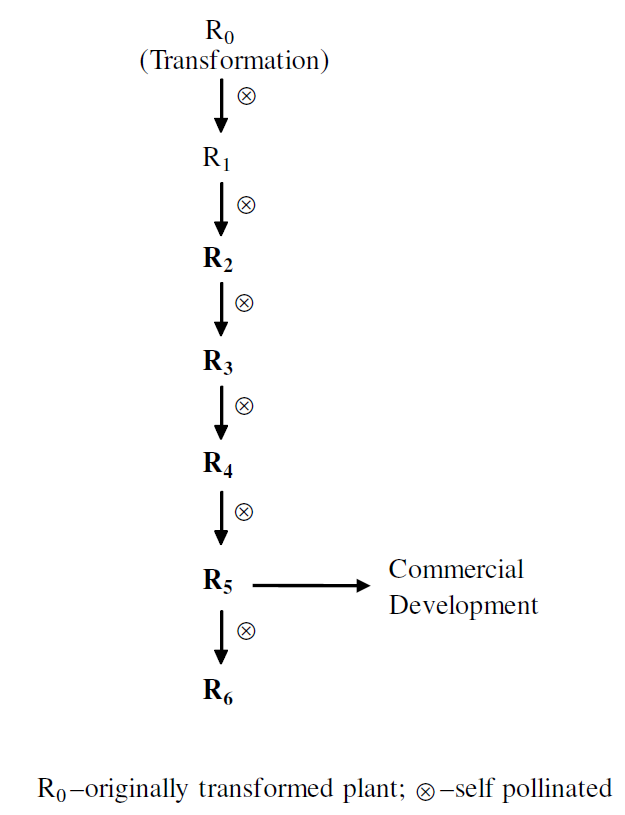 R₀
(Transformation)
⊗
R₁
⊗
R₂
⊗
R₃
⊗
R₄
⊗
R₅
Commercial
Development
⊗
R₆
R₀–originally transformed plant; ⊗–self pollinated